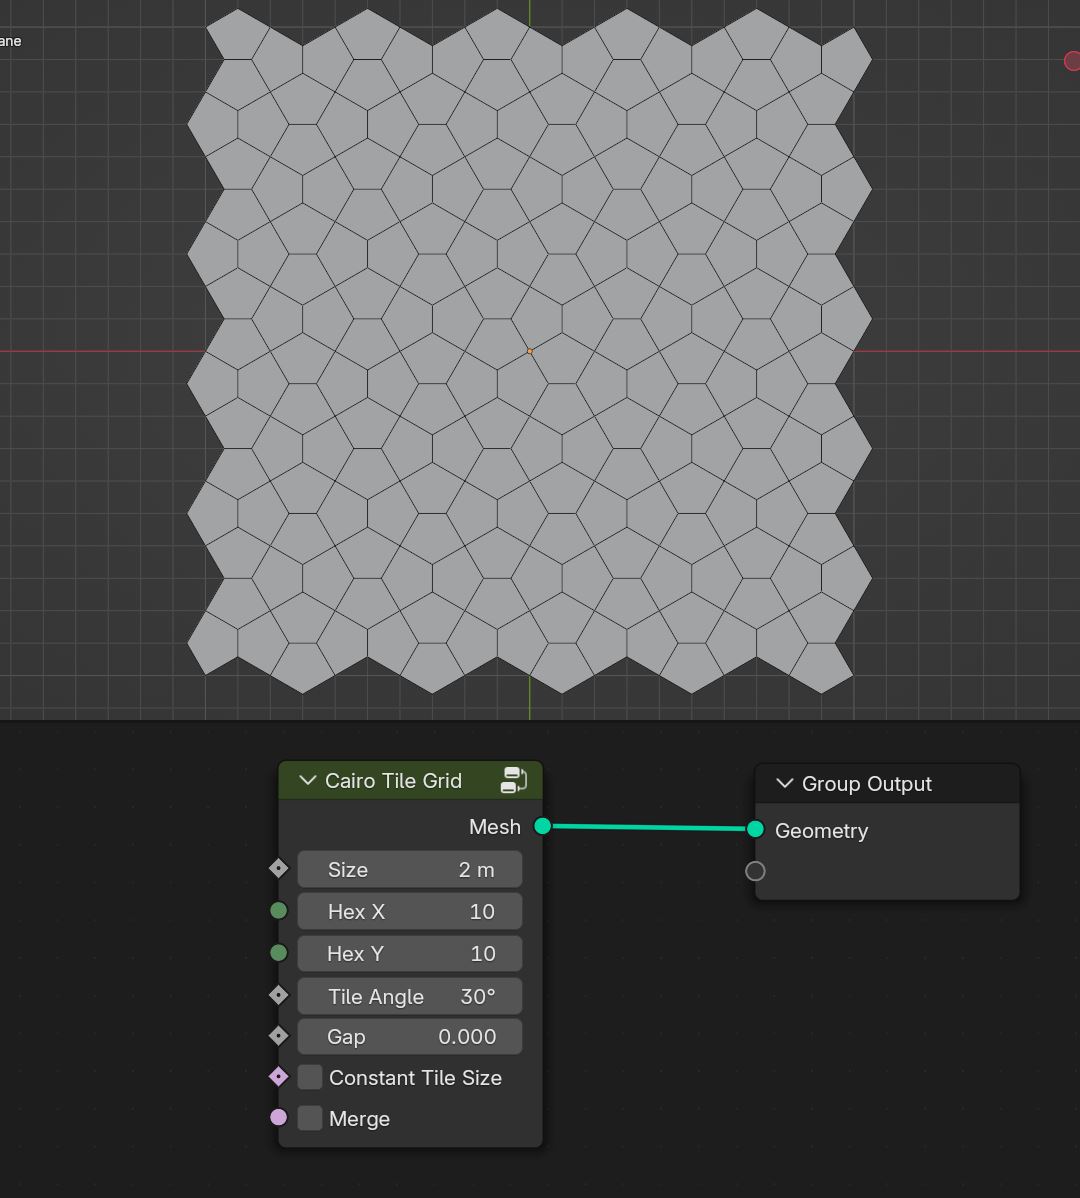 ane
Cairo Tile Grid
Mesh
Size 2 m
Hex X 10
Hex Y 10
Tile Angle 30°
Gap 0.000
Constant Tile Size
Merge
Group Output
Geometry